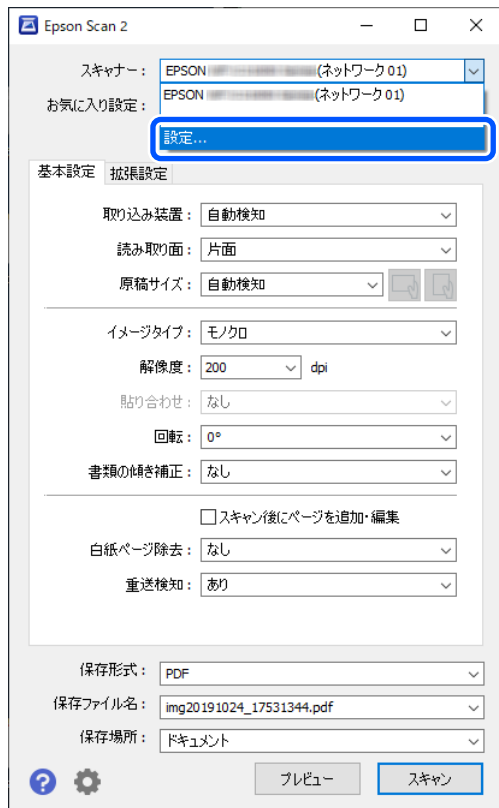 Epson Scan 2
スキャナー： EPSON (ネットワーク 01)
EPSON (ネットワーク 01)
お気に入り設定：
設定...
基本設定 拡張設定
取り込み装置： 自動検知
読み取り面： 片面
原稿サイズ： 自動検知
イメージタイプ： モノクロ
解像度： 200 dpi
貼り合わせ： なし
回転： 0°
書類の傾き補正： なし
スキャン後にページを追加・編集
白紙ページ除去： なし
重送検知： あり
保存形式： PDF
保存ファイル名： img20191024_17531344.pdf
保存場所： ドキュメント
? プレビュー スキャン